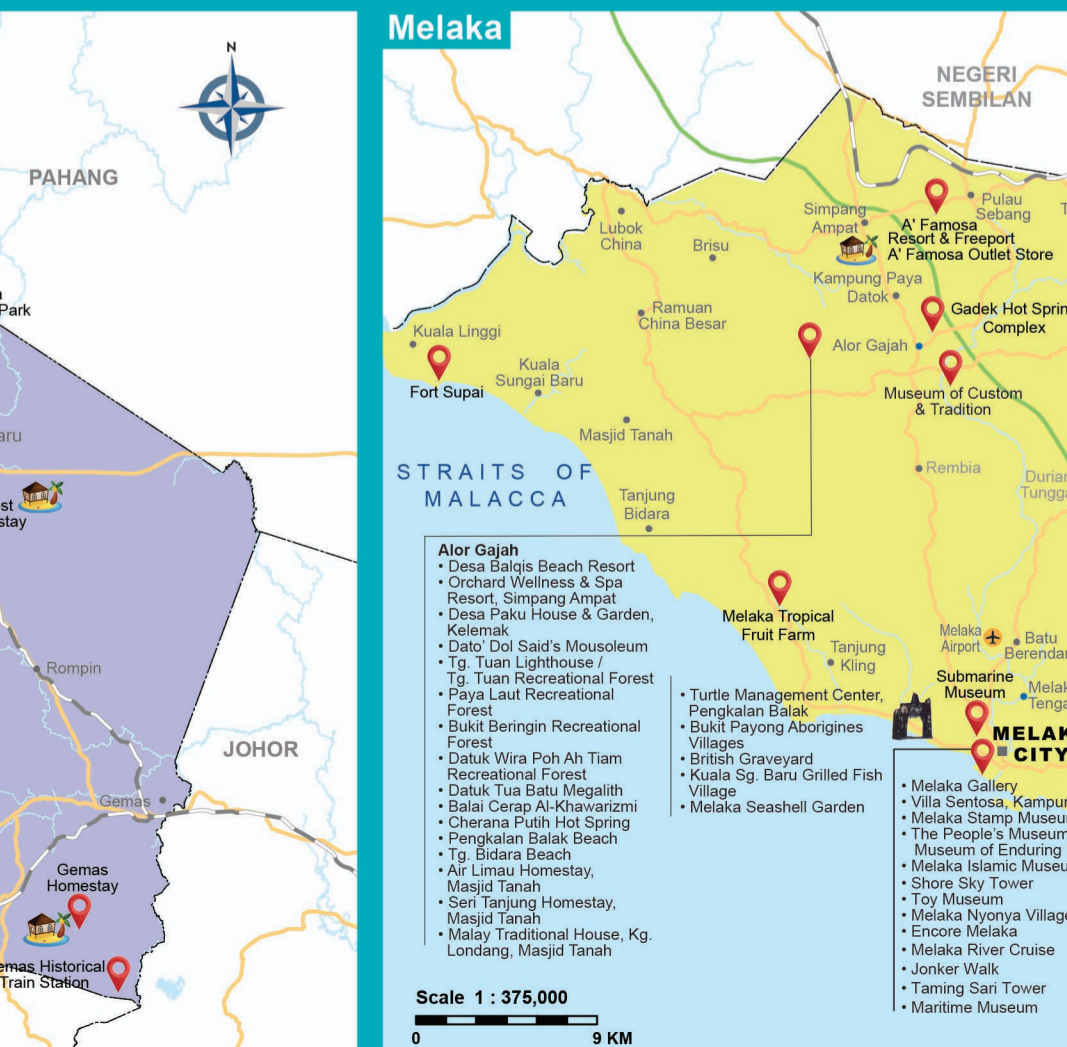 N
PAHANG
Park
aru
st
stay
Rompin
JOHOR
Gemas
Gemas
Homestay
emas Historical
Train Station
Melaka
NEGERI
SEMBILAN
Lubok
China
Brisu
Simpang
Ampat
Pulau
Sebang
T
A' Famosa
Resort & Freeport
A' Famosa Outlet Store
Kampung Paya
Datok
Ramuan
China Besar
Gadek Hot Sprin
Complex
Kuala Linggi
Alor Gajah
Fort Supai
Kuala
Sungai Baru
Museum of Custom
& Tradition
Masjid Tanah
Rembia
Durian
Tungga
STRAITS OF
MALACCA
Tanjung
Bidara
Melaka Tropical
Fruit Farm
Tanjung
Kling
Melaka
Airport
Batu
Berendam
Submarine
Museum
Melak
Tenga
MELAK
CITY
Alor Gajah
• Desa Balqis Beach Resort
• Orchard Wellness & Spa
Resort, Simpang Ampat
• Desa Paku House & Garden,
Kelemak
• Dato' Dol Said's Mousoleum
• Tg. Tuan Lighthouse /
Tg. Tuan Recreational Forest
• Paya Laut Recreational
Forest
• Bukit Beringin Recreational
Forest
• Datuk Wira Poh Ah Tiam
Recreational Forest
• Datuk Tua Batu Megalith
• Balai Cerap Al-Khawarizmi
• Cherana Putih Hot Spring
• Pengkalan Balak Beach
• Tg. Bidara Beach
• Air Limau Homestay,
Masjid Tanah
• Seri Tanjung Homestay,
Masjid Tanah
• Malay Traditional House, Kg.
Londang, Masjid Tanah
• Turtle Management Center,
Pengkalan Balak
• Bukit Payong Aborigines
Villages
• British Graveyard
• Kuala Sg. Baru Grilled Fish
Village
• Melaka Seashell Garden
• Melaka Gallery
• Villa Sentosa, Kampun
• Melaka Stamp Museum
• The People's Museum
Museum of Enduring
• Melaka Islamic Museu
• Shore Sky Tower
• Toy Museum
• Melaka Nyonya Village
• Encore Melaka
• Melaka River Cruise
• Jonker Walk
• Taming Sari Tower
• Maritime Museum
Scale 1 : 375,000
0 9 KM